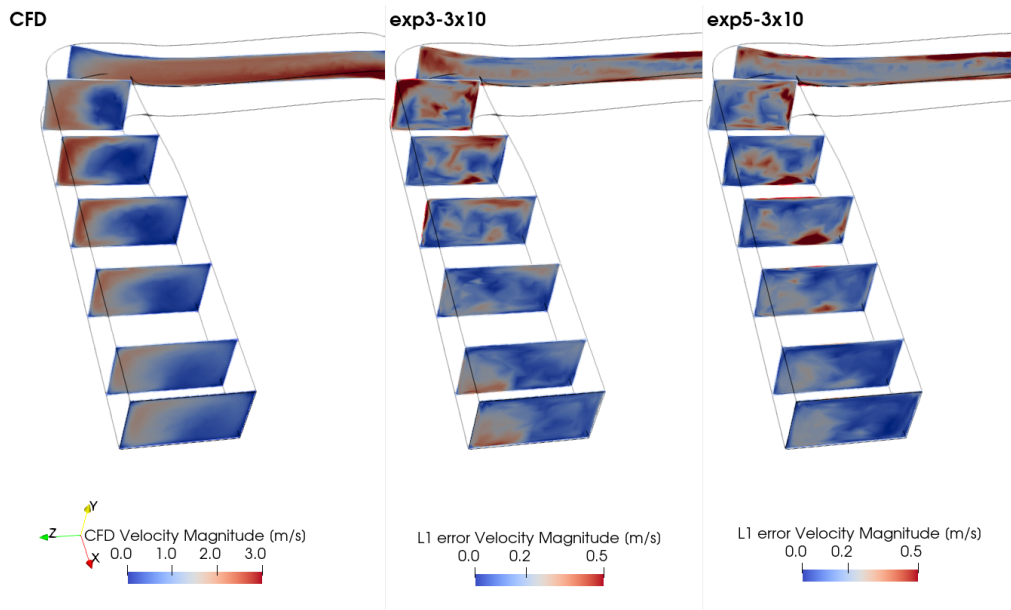 CFD
exp3-3x10
exp5-3x10
Y
Z
X
CFD Velocity Magnitude (m/s)
0.0 1.0 2.0 3.0
L1 error Velocity Magnitude (m/s)
0.0 0.2 0.5
L1 error Velocity Magnitude (m/s)
0.0 0.2 0.5